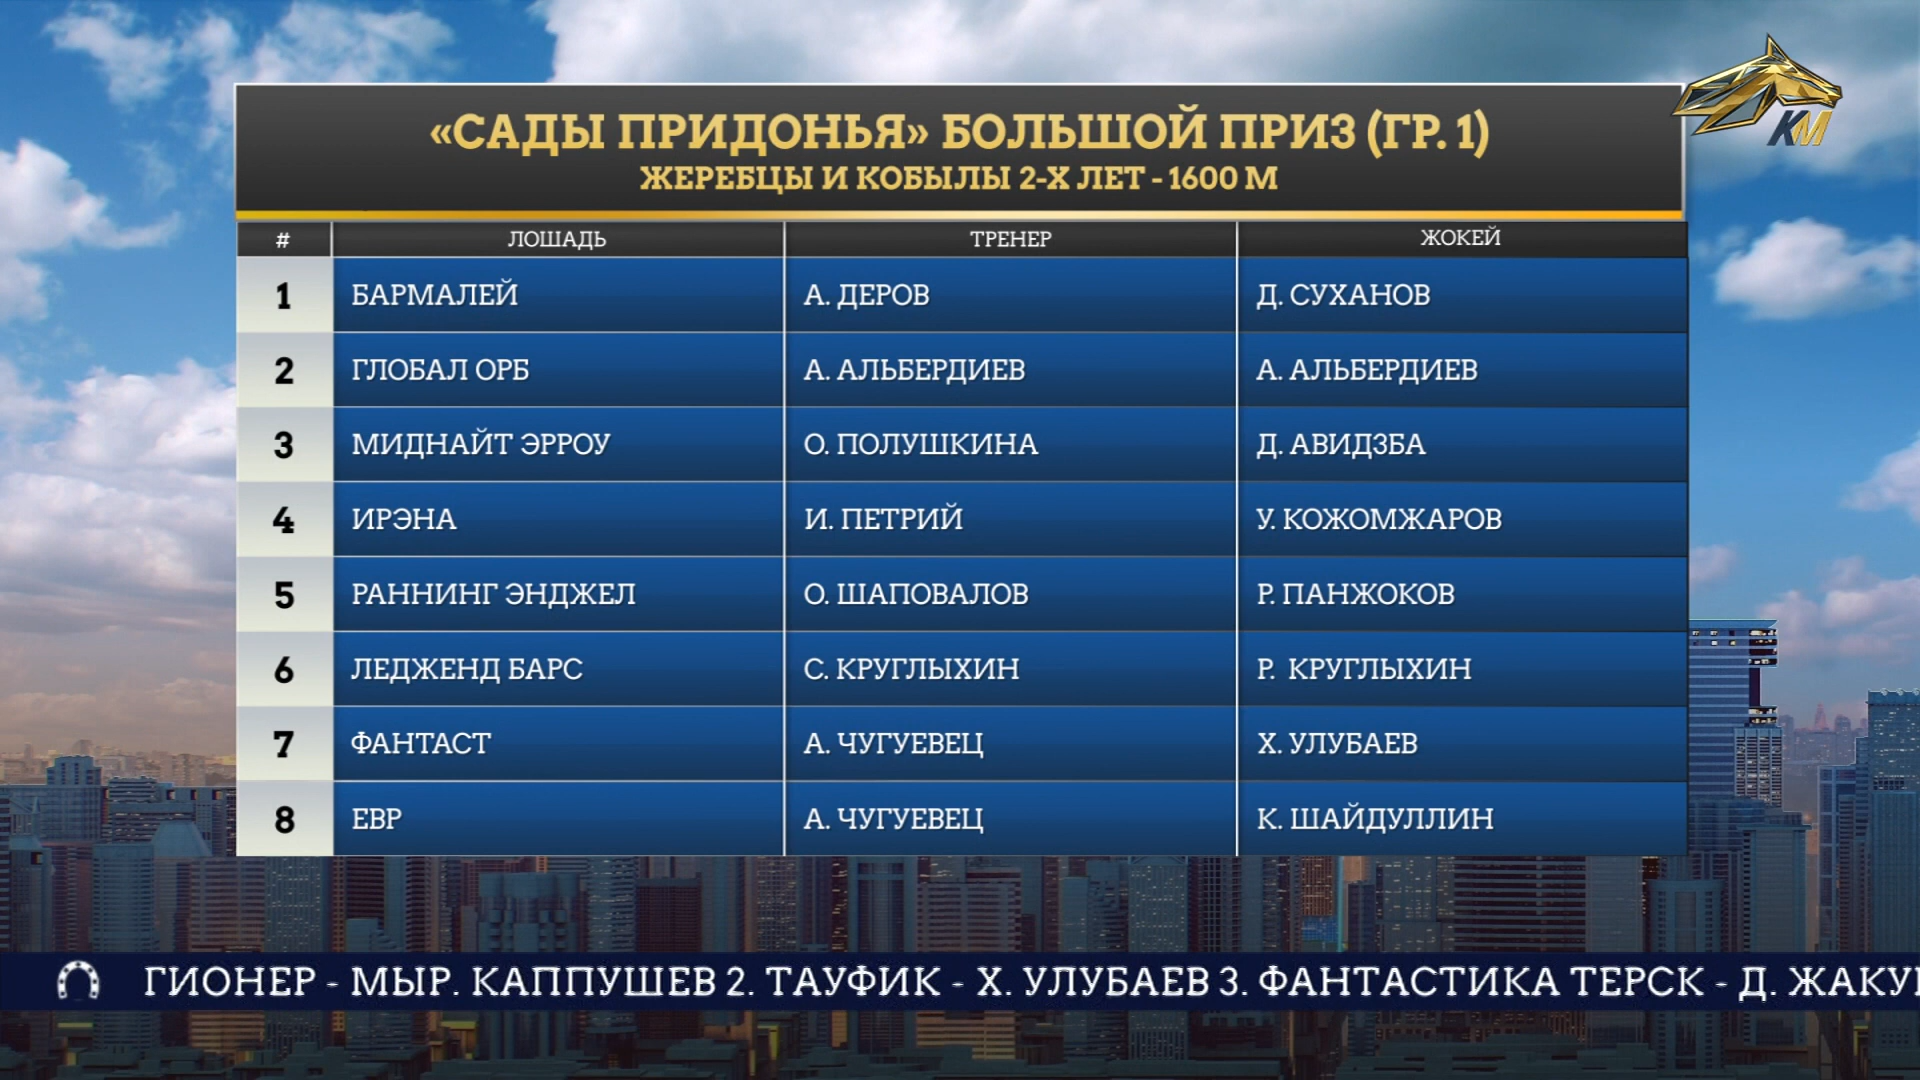 «САДЫ ПРИДОНЬЯ» БОЛЬШОЙ ПРИЗ (ГР. 1)
ЖЕРЕБЦЫ И КОБЫЛЫ 2-Х ЛЕТ - 1600 М
КМ
# ЛОШАДЬ ТРЕНЕР ЖОКЕЙ
1 БАРМАЛЕЙ А. ДЕРОВ Д. СУХАНОВ
2 ГЛОБАЛ ОРБ А. АЛЬБЕРДИЕВ А. АЛЬБЕРДИЕВ
3 МИДНАЙТ ЭРРОУ О. ПОЛУШКИНА Д. АВИДЗБА
4 ИРЭНА И. ПЕТРИЙ У. КОЖОМЖАРОВ
5 РАННИНГ ЭНДЖЕЛ О. ШАПОВАЛОВ Р. ПАНЖОКОВ
6 ЛЕДЖЕНД БАРС С. КРУГЛЫХИН Р. КРУГЛЫХИН
7 ФАНТАСТ А. ЧУГУЕВЕЦ Х. УЛУБАЕВ
8 ЕВР А. ЧУГУЕВЕЦ К. ШАЙДУЛЛИН
ГИОНЕР - МЫР. КАППУШЕВ 2. ТАУФИК - Х. УЛУБАЕВ 3. ФАНТАСТИКА ТЕРСК - Д. ЖАКУ